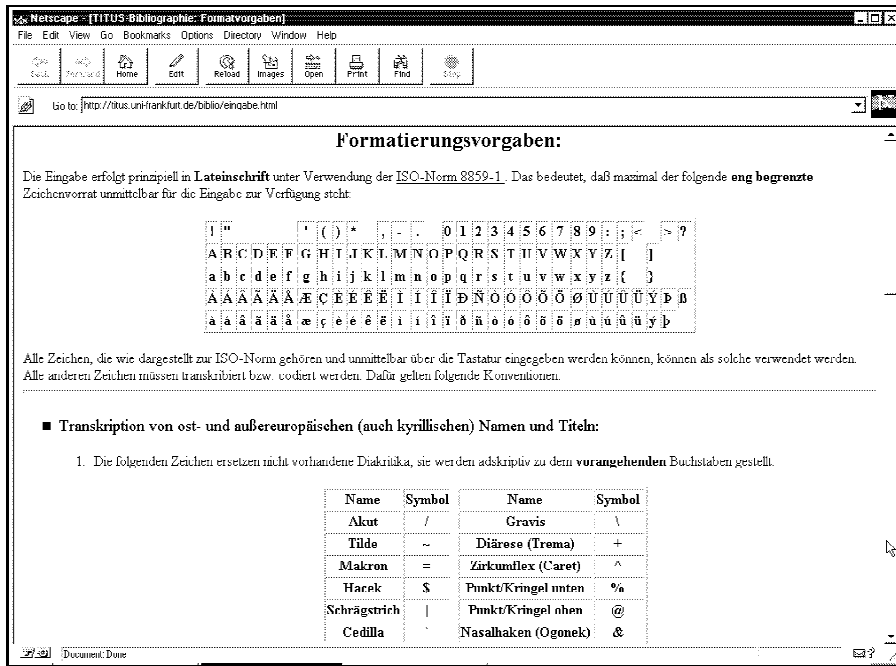 Netscape - [TITUS-Bibliographie: Formatvorgaben]
File Edit View Go Bookmarks Options Directory Window Help
Back Forward Home Edit Reload Images Open Print Find Stop
Go to: http://titus.uni-frankfurt.de/biblio/eingabe.html
Formatierungsvorgaben:
Die Eingabe erfolgt prinzipiell in Lateinschrift unter Verwendung der ISO-Norm 8859-1. Das bedeutet, daß maximal der folgende eng begrenzte
Zeichenvorrat unmittelbar für die Eingabe zur Verfügung steht:
! " ' ( ) * , - . 0 1 2 3 4 5 6 7 8 9 : ; < > ?
A B C D E F G H I J K L M N O P Q R S T U V W X Y Z [ ]
a b c d e f g h i j k l m n o p q r s t u v w x y z { }
À Á Â Ã Ä Å Æ Ç È É Ê Ë Ì Í Î Ï Ð Ñ Ò Ó Ô Õ Ö Ø Ù Ú Û Ü Ý Þ ß
à á â ã ä å æ ç è é ê ë ì í î ï ð ñ ò ó ô õ ö ø ù ú û ü ý þ
Alle Zeichen, die wie dargestellt zur ISO-Norm gehören und unmittelbar über die Tastatur eingegeben werden können, können als solche verwendet werden.
Alle anderen Zeichen müssen transkribiert bzw. codiert werden. Dafür gelten folgende Konventionen.
■ Transkription von ost- und außereuropäischen (auch kyrillischen) Namen und Titeln:
1. Die folgenden Zeichen ersetzen nicht vorhandene Diakritika, sie werden adskriptiv zu dem vorangehenden Buchstaben gestellt.
Name Symbol Name Symbol
Akut / Gravis \
Tilde ~ Diärese (Trema) +
Makron = Zirkumflex (Caret) ^
Hacek $ Punkt/Kringel unten %
Schrägstrich | Punkt/Kringel oben @
Cedilla ` Nasalhaken (Ogonek) &
Document: Done